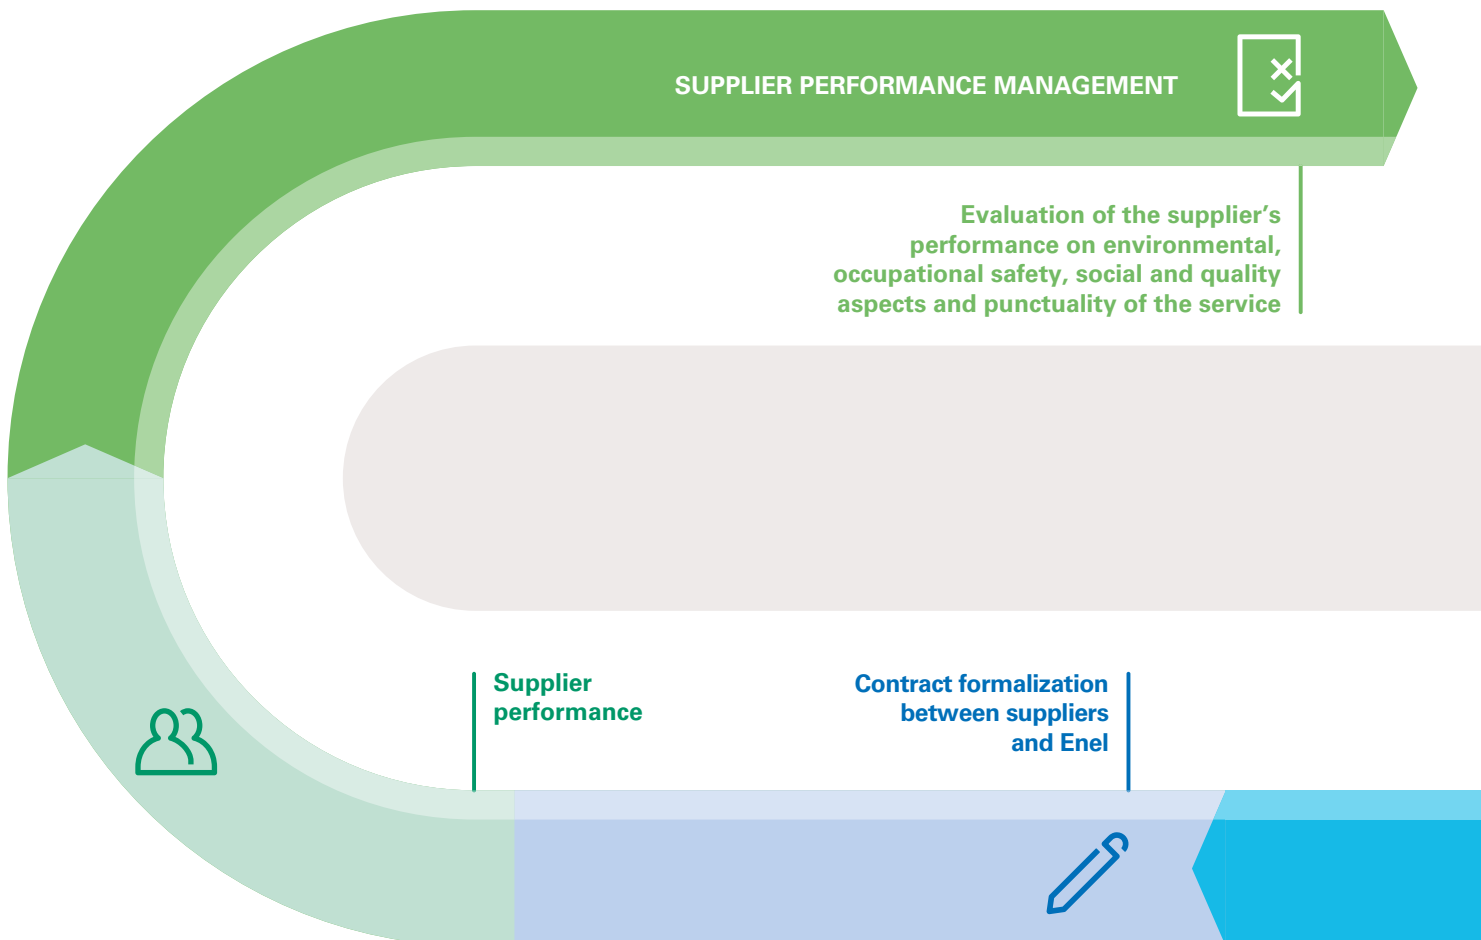 SUPPLIER PERFORMANCE MANAGEMENT
Evaluation of the supplier’s
performance on environmental,
occupational safety, social and quality
aspects and punctuality of the service
Supplier
performance
Contract formalization
between suppliers
and Enel